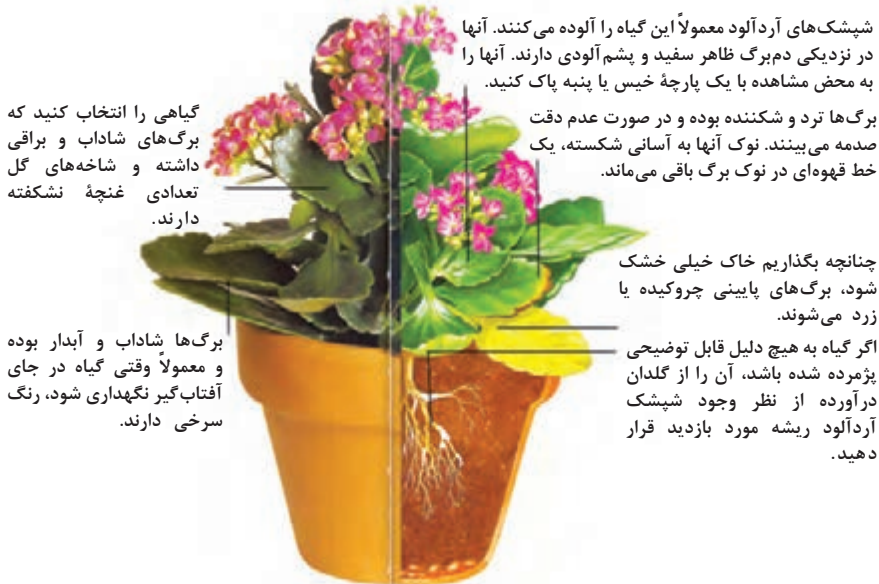 شپشک‌های آردآلود معمولاً این گیاه را آلوده می‌کنند. آنها
در نزدیکی دم‌برگ ظاهر سفید و پشم‌آلودی دارند. آنها را
به محض مشاهده با یک پارچهٔ خیس یا پنبه پاک کنید.
برگ‌ها ترد و شکننده بوده و در صورت عدم دقت
صدمه می‌بینند. نوک آنها به آسانی شکسته، یک
خط قهوه‌ای در نوک برگ باقی می‌ماند.
چنانچه بگذاریم خاک خیلی خشک
شود، برگ‌های پایینی چروکیده یا
زرد می‌شوند.
اگر گیاه به هیچ دلیل قابل توضیحی
پژمرده شده باشد، آن را از گلدان
درآورده از نظر وجود شپشک
آردآلود ریشه مورد بازدید قرار
دهید.
گیاهی را انتخاب کنید که
برگ‌های شاداب و براقی
داشته و شاخه‌های گل
تعدادی غنچهٔ نشکفته
دارند.
برگ‌ها شاداب و آبدار بوده
و معمولاً وقتی گیاه در جای
آفتاب‌گیر نگهداری شود، رنگ
سرخی دارند.